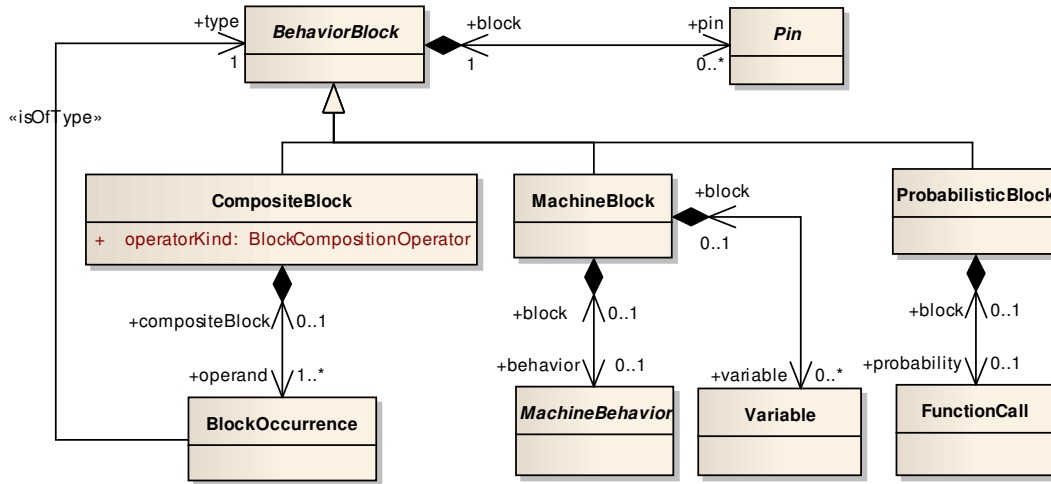 +type
BehaviorBlock
+block
+pin
Pin
1
1
0..*
«isOfType»
CompositeBlock
MachineBlock
+block
ProbabilisticBlock
+ operatorKind: BlockCompositionOperator
0..1
+compositeBlock
0..1
+block
0..1
+block
0..1
+operand
1..*
+behavior
0..1
+variable
0..*
+probability
0..1
BlockOccurrence
MachineBehavior
Variable
FunctionCall